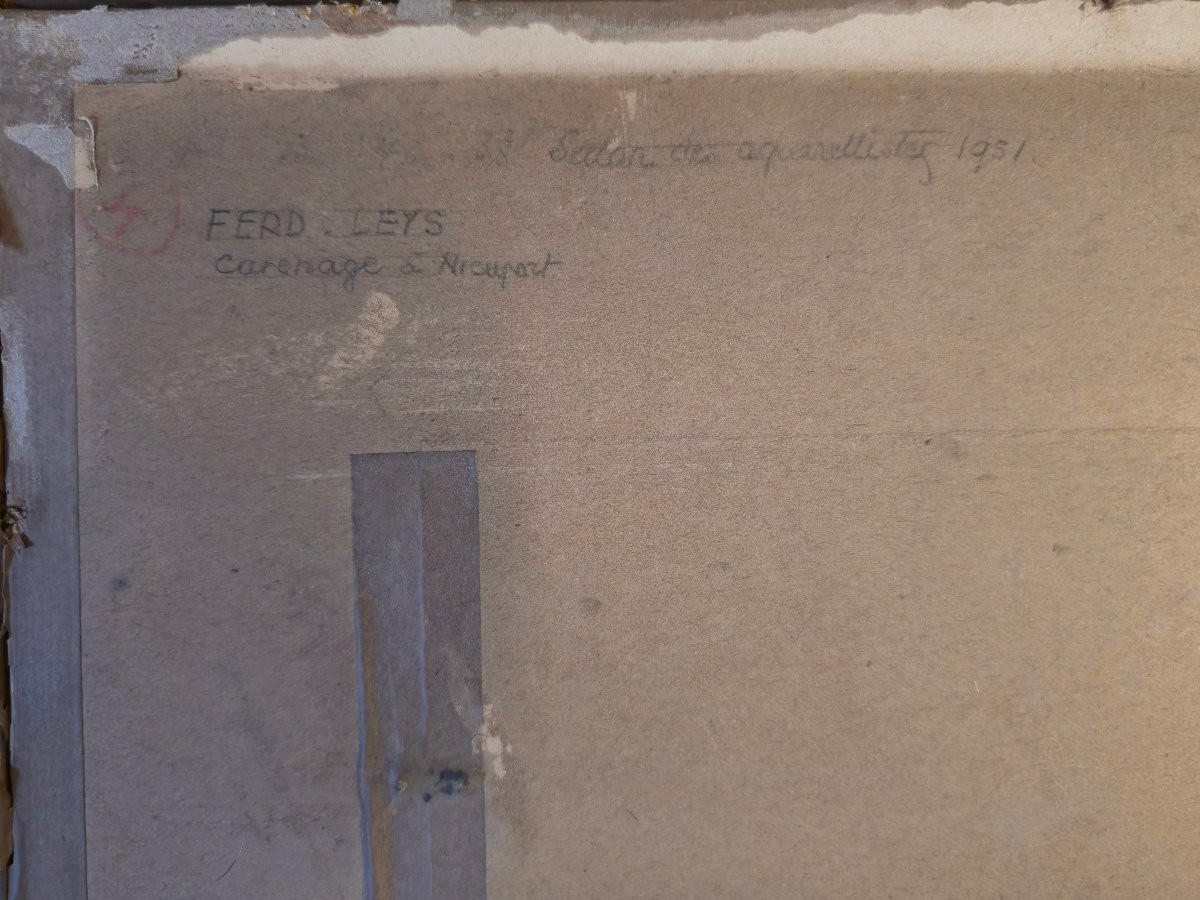 Salon des aquarellistes 1951
FERD. LEYS
Carenage à Nieuport